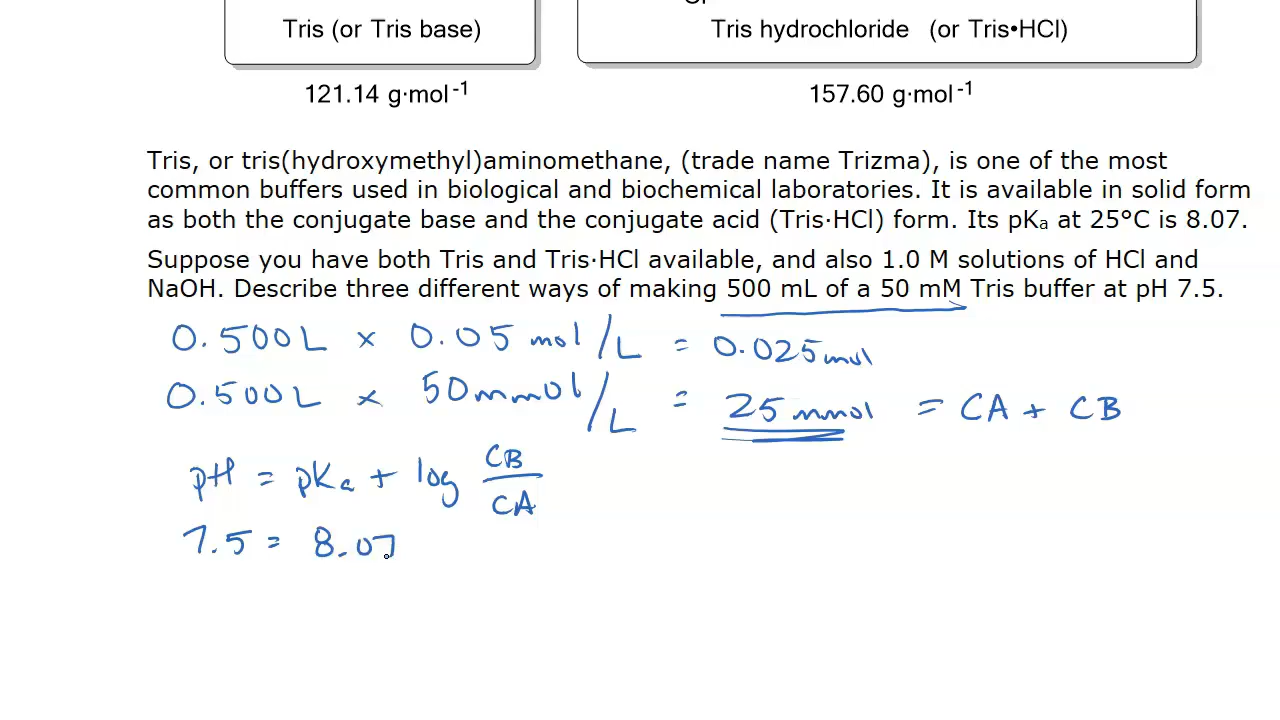 Tris (or Tris base)
Tris hydrochloride (or Tris•HCl)
121.14 g·mol⁻¹
157.60 g·mol⁻¹
Tris, or tris(hydroxymethyl)aminomethane, (trade name Trizma), is one of the most
common buffers used in biological and biochemical laboratories. It is available in solid form
as both the conjugate base and the conjugate acid (Tris·HCl) form. Its pKₐ at 25°C is 8.07.
Suppose you have both Tris and Tris·HCl available, and also 1.0 M solutions of HCl and
NaOH. Describe three different ways of making 500 mL of a 50 mM Tris buffer at pH 7.5.
0.500L × 0.05 mol/L = 0.025mol
0.500L × 50mmol/L = 25 mmol = CA + CB
pH = pKa + log CB/CA
7.5 = 8.07